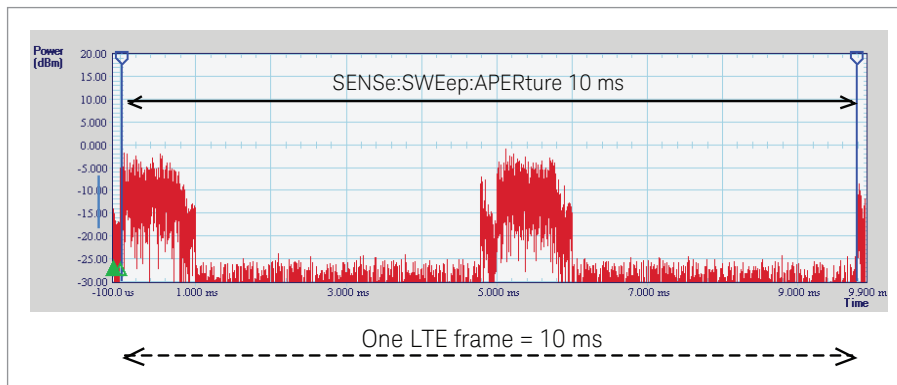 Power
(dBm)
20.00
15.00
10.00
5.000
0.000
-5.000
-10.00
-15.00
-20.00
-25.00
-30.00
SENSe:SWEep:APERture 10 ms
-100.0 us 1.000 ms 3.000 ms 5.000 ms 7.000 ms 9.000 ms 9.900 m
Time
One LTE frame = 10 ms